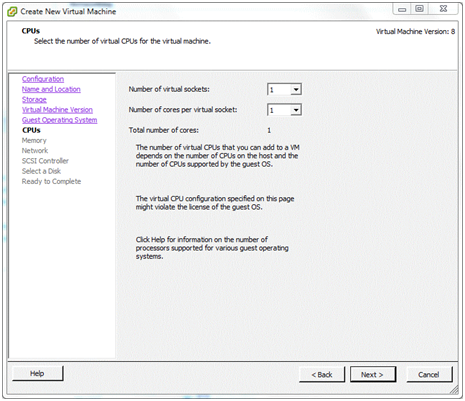 Create New Virtual Machine
CPUs
Select the number of virtual CPUs for the virtual machine.
Virtual Machine Version: 8
Configuration
Name and Location
Storage
Virtual Machine Version
Guest Operating System
CPUs
Memory
Network
SCSI Controller
Select a Disk
Ready to Complete
Number of virtual sockets: 1
Number of cores per virtual socket: 1
Total number of cores: 1
The number of virtual CPUs that you can add to a VM
depends on the number of CPUs on the host and the
number of CPUs supported by the guest OS.
The virtual CPU configuration specified on this page
might violate the license of the guest OS.
Click Help for information on the number of
processors supported for various guest operating
systems.
Help
< Back
Next >
Cancel